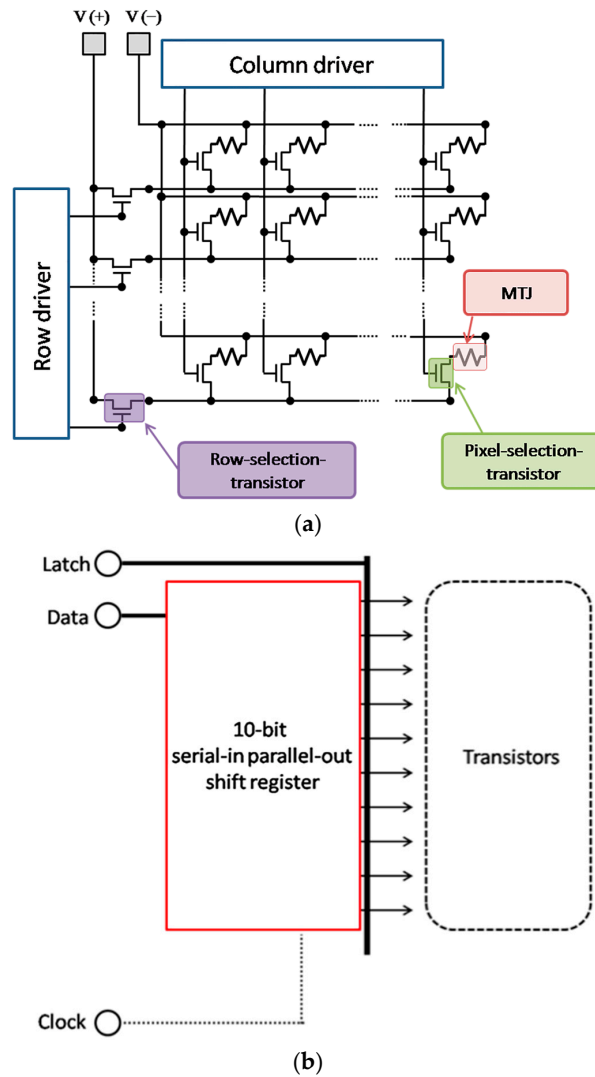 V(+) V(−)
Column driver
Row driver
MTJ
Row-selection-
transistor
Pixel-selection-
transistor
(a)
Latch
Data
10-bit
serial-in parallel-out
shift register
Transistors
Clock
(b)